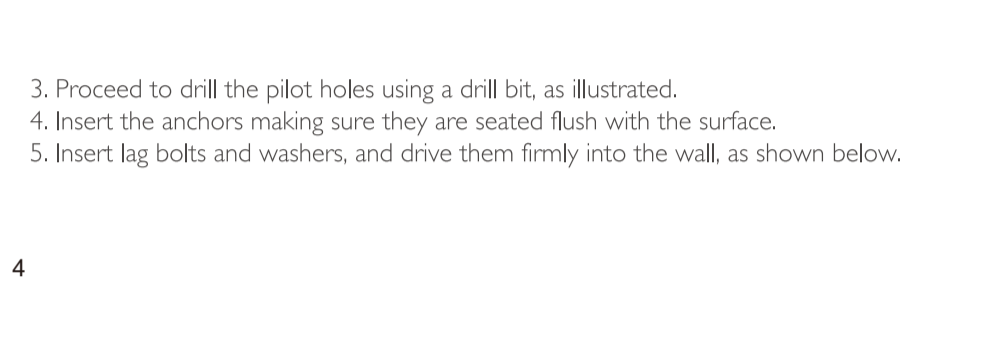 3. Proceed to drill the pilot holes using a drill bit, as illustrated.
4. Insert the anchors making sure they are seated flush with the surface.
5. Insert lag bolts and washers, and drive them firmly into the wall, as shown below.
4